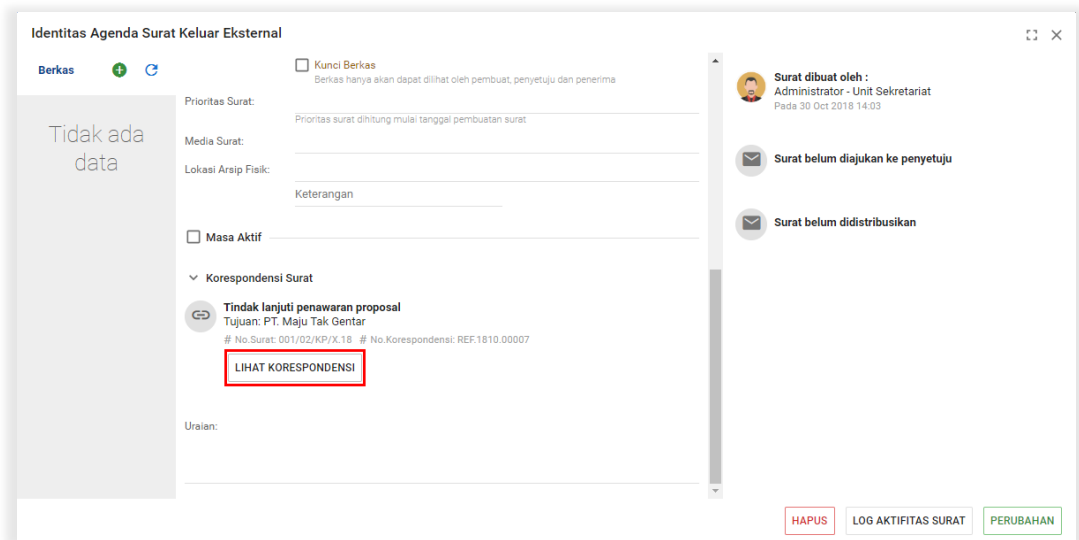 Identitas Agenda Surat Keluar Eksternal
Berkas
Tidak ada
data
Kunci Berkas
Berkas hanya akan dapat dilihat oleh pembuat, penyetuju dan penerima
Prioritas Surat:
Prioritas surat dihitung mulai tanggal pembuatan surat
Media Surat:
Lokasi Arsip Fisik:
Keterangan
Masa Aktif
Korespondensi Surat
Tindak lanjuti penawaran proposal
Tujuan: PT. Maju Tak Gentar
# No.Surat: 001/02/KP/X.18 # No.Korespondensi: REF.1810.00007
LIHAT KORESPONDENSI
Uraian:
Surat dibuat oleh :
Administrator - Unit Sekretariat
Pada 30 Oct 2018 14:03
Surat belum diajukan ke penyetuju
Surat belum didistribusikan
HAPUS
LOG AKTIFITAS SURAT
PERUBAHAN